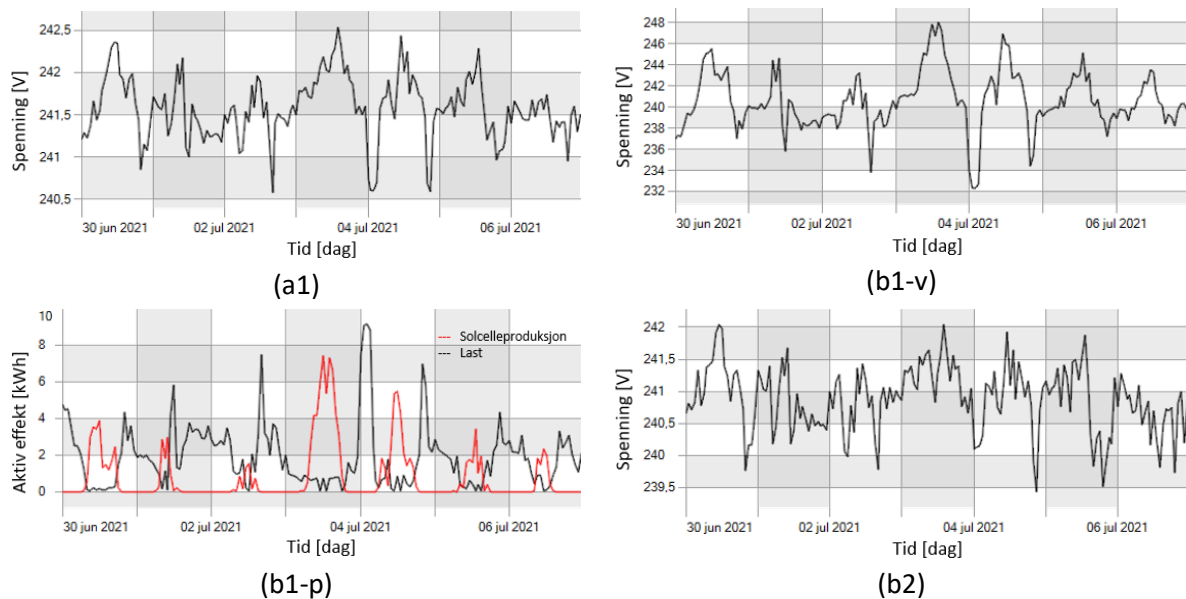 242,5
242
241,5
241
240,5
Spenning [V]
30 jun 2021
02 jul 2021
04 jul 2021
06 jul 2021
Tid [dag]
(a1)
248
246
244
242
240
238
236
234
232
Spenning [V]
30 jun 2021
02 jul 2021
04 jul 2021
06 jul 2021
Tid [dag]
(b1-v)
10
8
6
4
2
0
Aktiv effekt [kWh]
Solcelleproduksjon
Last
30 jun 2021
02 jul 2021
04 jul 2021
06 jul 2021
Tid [dag]
(b1-p)
242
241,5
241
240,5
240
239,5
Spenning [V]
30 jun 2021
02 jul 2021
04 jul 2021
06 jul 2021
Tid [dag]
(b2)